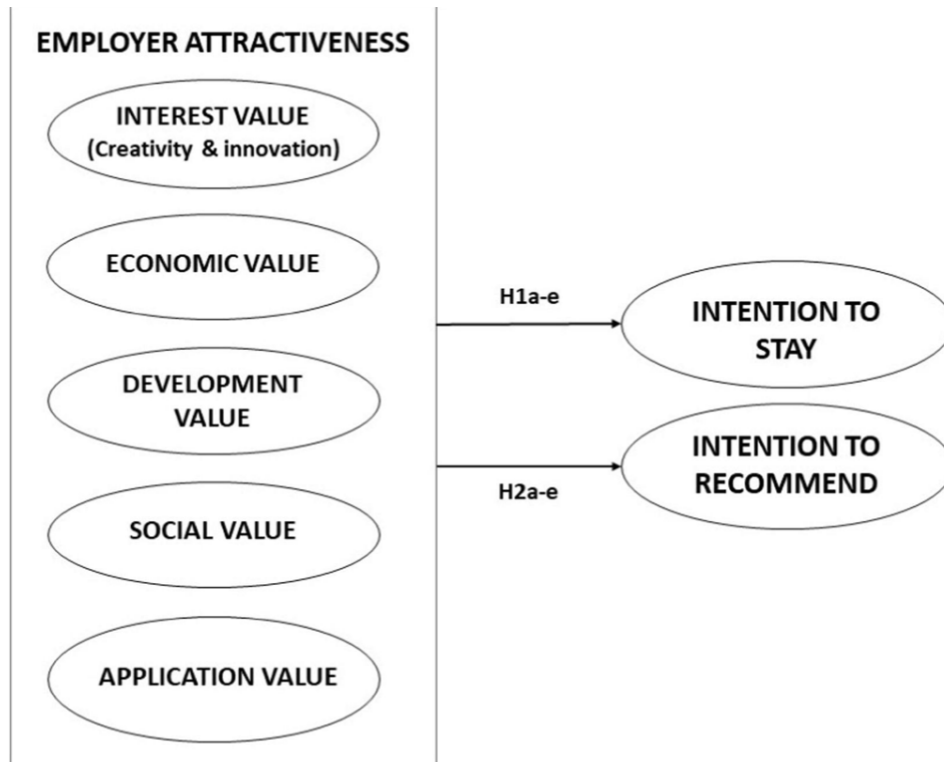 EMPLOYER ATTRACTIVENESS
INTEREST VALUE
(Creativity & innovation)
ECONOMIC VALUE
DEVELOPMENT
VALUE
SOCIAL VALUE
APPLICATION VALUE
H1a-e
INTENTION TO
STAY
H2a-e
INTENTION TO
RECOMMEND